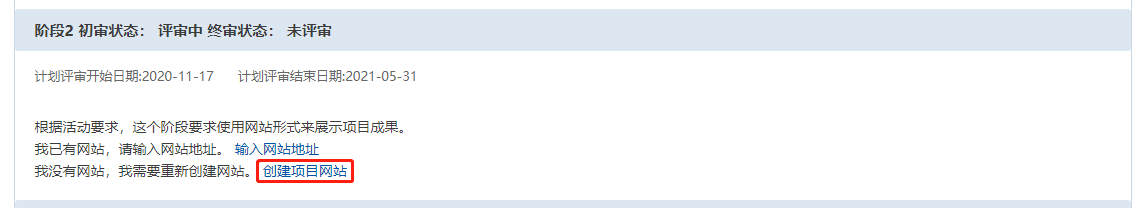 阶段2 初审状态： 评审中 终审状态： 未评审
计划评审开始日期:2020-11-17 计划评审结束日期:2021-05-31
根据活动要求，这个阶段要求使用网站形式来展示项目成果。
我已有网站，请输入网站地址。 输入网站地址
我没有网站，我需要重新创建网站。 创建项目网站